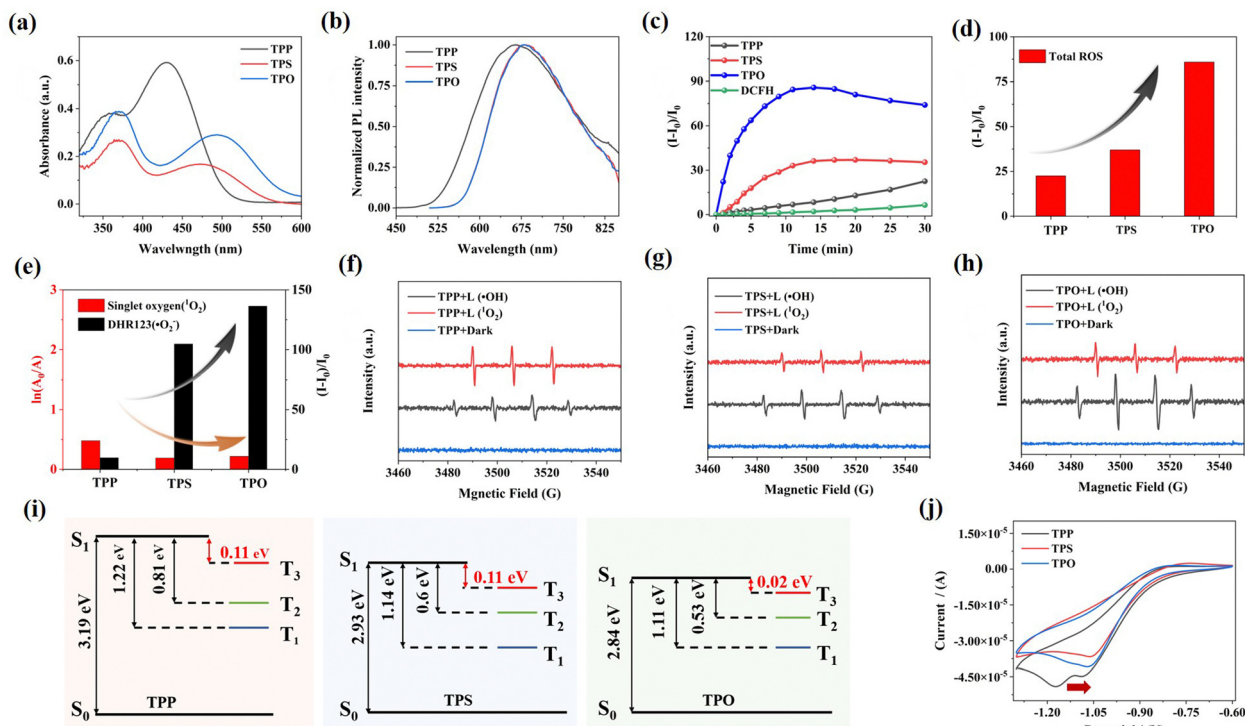 (a)
TPP
TPS
TPO
Absorbance (a.u.)
0.6
0.4
0.2
0.0
350 400 450 500 550 600
Wavelwngth (nm)
(b)
TPP
TPS
TPO
Normalized PL intensity
1.00
0.75
0.50
0.25
0.00
450 525 600 675 750 825
Wavelength (nm)
(c)
TPP
TPS
TPO
DCFH
(I-I₀)/I₀
120
90
60
30
0
0 5 10 15 20 25 30
Time (min)
(d)
Total ROS
(I-I₀)/I₀
100
75
50
25
0
TPP TPS TPO
(e)
Singlet oxygen(¹O₂)
DHR123(•O₂⁻)
ln(A₀/A)
3
2
1
0
150
100
50
0
(I-I₀)/I₀
TPP TPS TPO
(f)
TPP+L (•OH)
TPP+L (¹O₂)
TPP+Dark
Intensity (a.u.)
3460 3480 3500 3520 3540
Mgnetic Field (G)
(g)
TPS+L (•OH)
TPS+L (¹O₂)
TPS+Dark
Intensity (a.u.)
3460 3480 3500 3520 3540
Magnetic Field (G)
(h)
TPO+L (•OH)
TPO+L (¹O₂)
TPO+Dark
Intensity (a.u.)
3460 3480 3500 3520 3540
Magnetic Field (G)
(i)
S₁
3.19 eV
1.22 eV
0.81 eV
0.11 eV
T₃
T₂
T₁
S₀
TPP
S₁
2.93 eV
1.14 eV
0.6 eV
0.11 eV
T₃
T₂
T₁
S₀
TPS
S₁
2.84 eV
1.11 eV
0.53 eV
0.02 eV
T₃
T₂
T₁
S₀
TPO
(j)
TPP
TPS
TPO
Current / (A)
1.50×10⁻⁵
0.00
-1.50×10⁻⁵
-3.00×10⁻⁵
-4.50×10⁻⁵
-1.20 -1.05 -0.90 -0.75 -0.60